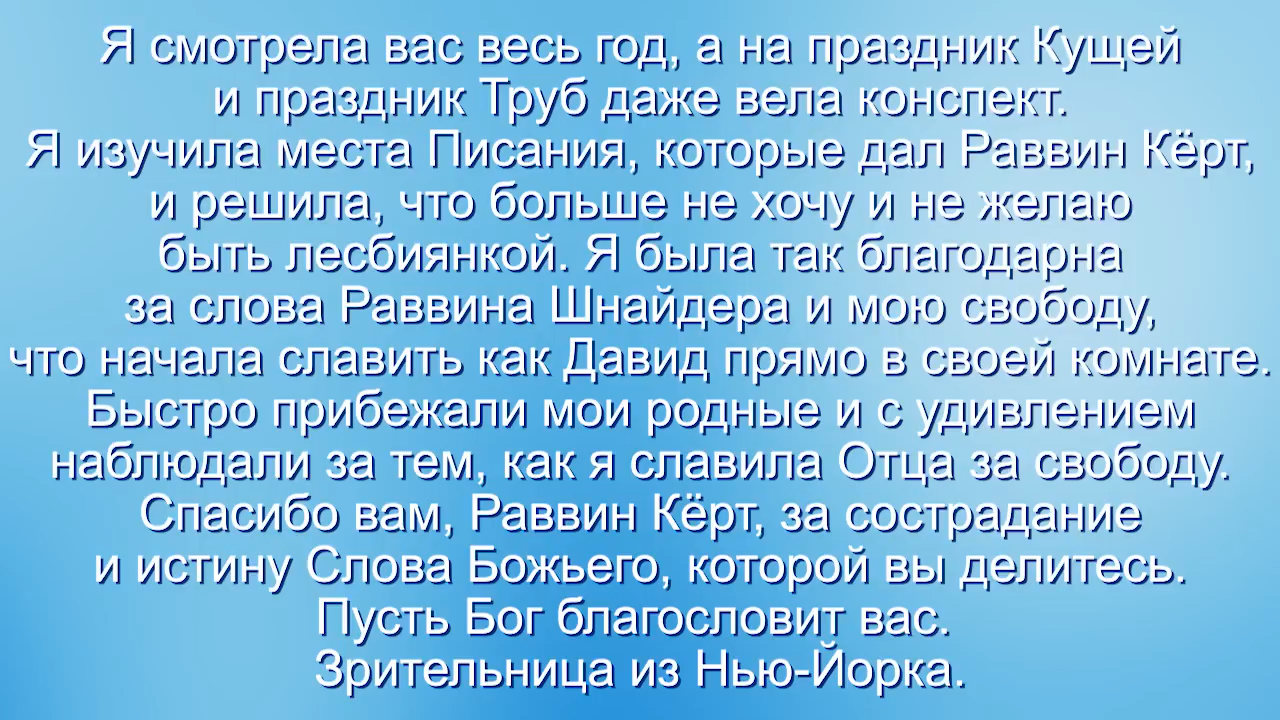 Я смотрела вас весь год, а на праздник Кущей
и праздник Труб даже вела конспект.
Я изучила места Писания, которые дал Раввин Кёрт,
и решила, что больше не хочу и не желаю
быть лесбиянкой. Я была так благодарна
за слова Раввина Шнайдера и мою свободу,
что начала славить как Давид прямо в своей комнате.
Быстро прибежали мои родные и с удивлением
наблюдали за тем, как я славила Отца за свободу.
Спасибо вам, Раввин Кёрт, за сострадание
и истину Слова Божьего, которой вы делитесь.
Пусть Бог благословит вас.
Зрительница из Нью-Йорка.